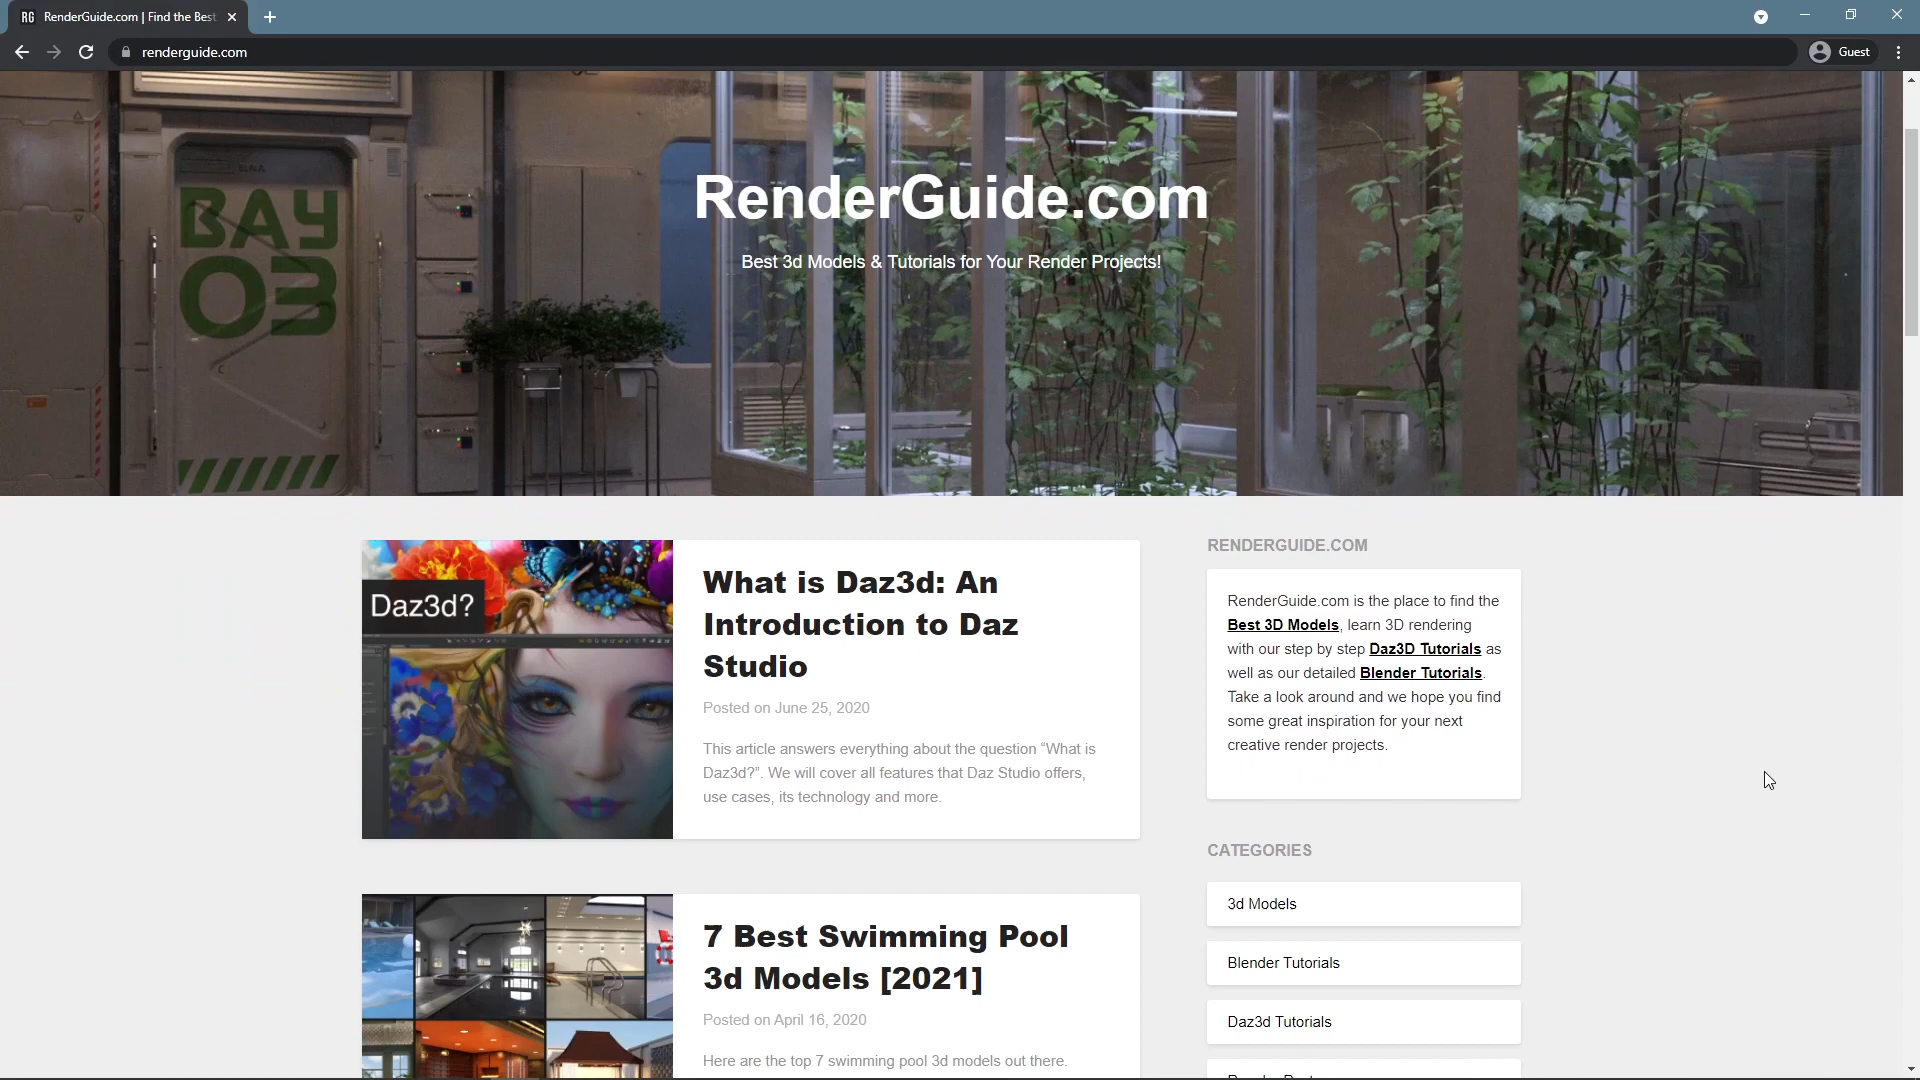 RG RenderGuide.com | Find the Best
renderguide.com
Guest
BAY
03
RenderGuide.com
Best 3d Models & Tutorials for Your Render Projects!
Daz3d?
What is Daz3d: An
Introduction to Daz
Studio
Posted on June 25, 2020
This article answers everything about the question “What is
Daz3d?”. We will cover all features that Daz Studio offers,
use cases, its technology and more.
7 Best Swimming Pool
3d Models [2021]
Posted on April 16, 2020
Here are the top 7 swimming pool 3d models out there.
RENDERGUIDE.COM
RenderGuide.com is the place to find the
Best 3D Models, learn 3D rendering
with our step by step Daz3D Tutorials as
well as our detailed Blender Tutorials.
Take a look around and we hope you find
some great inspiration for your next
creative render projects.
CATEGORIES
3d Models
Blender Tutorials
Daz3d Tutorials